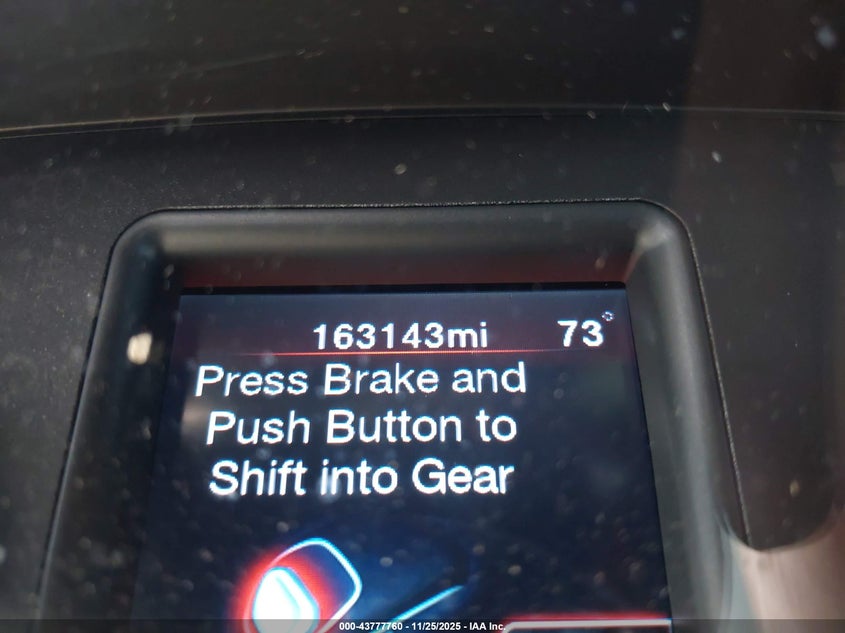 163143mi 73°
Press Brake and
Push Button to
Shift into Gear
000-43777760 - 11/25/2025 - IAA Inc.